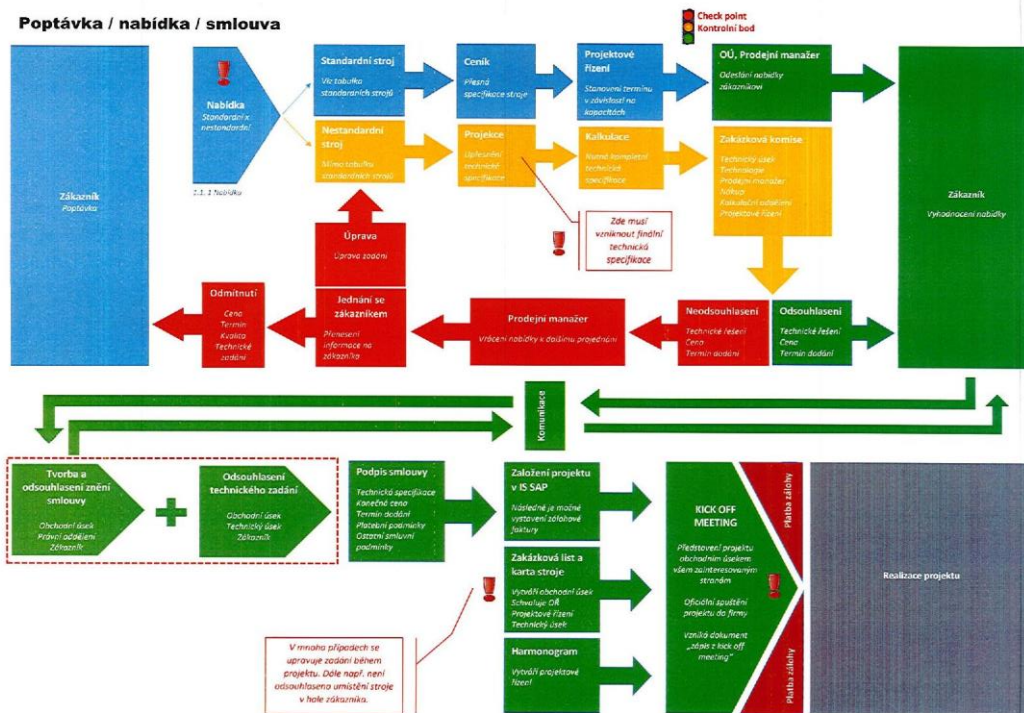 Poptávka / nabídka / smlouva
Check point
Kontrolní bod
Zákazník
Poptávka
Nabídka
Standardní x
nestandardní
1.1. 1 Nabídka
Standardní stroj
Viz tabulka
standardních strojů
Ceník
Přesná
specifikace stroje
Projektové
řízení
Stanovení termínu
v závislosti na
kapacitách
OÚ, Prodejní manažer
Odeslání nabídky
zákazníkovi
Zákazník
Vyhodnocení nabídky
Nestandardní
stroj
Mimo tabulku
standardních strojů
Projekce
Upřesnění
technické
specifikace
Kalkulace
Nutná kompletní
technická
specifikace
Zakázková komise
Technický úsek
Technologie
Prodejní manažer
Nákup
Kalkulační oddělení
Projektové řízení
Zde musí
vzniknout finální
technická
specifikace
Úprava
Úprava zadání
Odmítnutí
Cena
Termín
Kvalita
Technické
zadání
Jednání se
zákazníkem
Přenesení
informace na
zákazníka
Prodejní manažer
Vrácení nabídky k dalšímu projednání
Neodsouhlasení
Technické řešení
Cena
Termín dodání
Odsouhlasení
Technické řešení
Cena
Termín dodání
Komunikace
Tvorba a
odsouhlasení znění
smlouvy
Obchodní úsek
Právní oddělení
Zákazník
Odsouhlasení
technického zadání
Obchodní úsek
Technický úsek
Zákazník
Podpis smlouvy
Technická specifikace
Konečná cena
Termín dodání
Platební podmínky
Ostatní smluvní
podmínky
Založení projektu
v IS SAP
Následně je možné
vystavení zálohové
faktury
Zakázkový list a
karta stroje
Vytváří obchodní úsek
Schvaluje OŘ
Projektové řízení
Technický úsek
Harmonogram
Vytváří projektové
řízení
V mnoha případech se
upravuje zadání během
projektu. Dále např. není
odsouhlaseno umístění stroje
v hale zákazníka.
KICK OFF
MEETING
Představení projektu
obchodním úsekem
všem zainteresovaným
stranám
Oficiální spuštění
projektu do firmy
Vzniká dokument
„zápis z kick off
meeting"
Platba zálohy
Platba zálohy
Realizace projektu